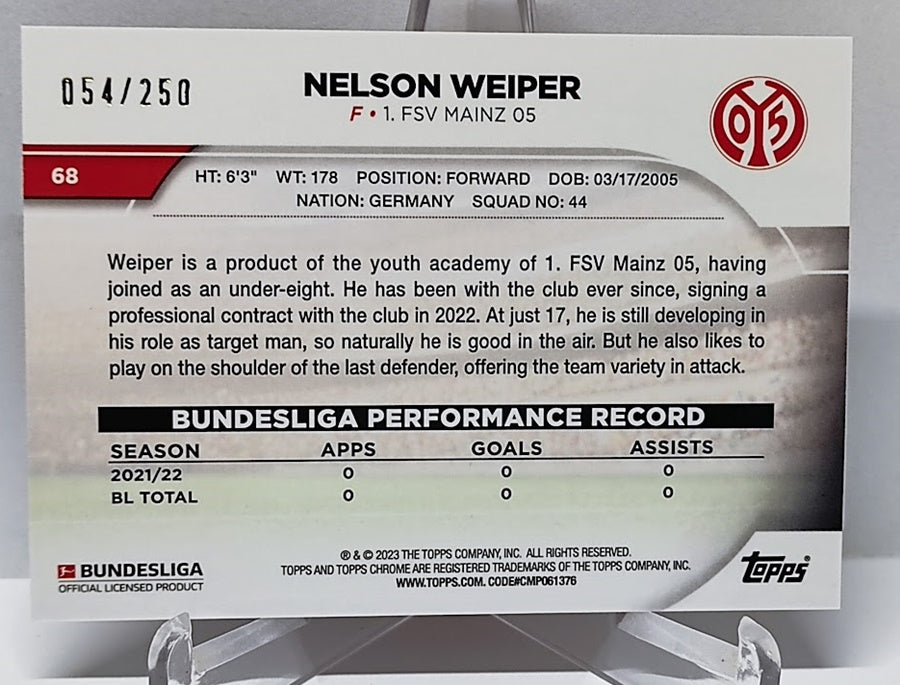 054/250
NELSON WEIPER
F • 1. FSV MAINZ 05
05
68
HT: 6'3" WT: 178 POSITION: FORWARD DOB: 03/17/2005
NATION: GERMANY SQUAD NO: 44
Weiper is a product of the youth academy of 1. FSV Mainz 05, having
joined as an under-eight. He has been with the club ever since, signing a
professional contract with the club in 2022. At just 17, he is still developing in
his role as target man, so naturally he is good in the air. But he also likes to
play on the shoulder of the last defender, offering the team variety in attack.
BUNDESLIGA PERFORMANCE RECORD
SEASON APPS GOALS ASSISTS
2021/22 0 0 0
BL TOTAL 0 0 0
® & © 2023 THE TOPPS COMPANY, INC. ALL RIGHTS RESERVED.
TOPPS AND TOPPS CHROME ARE REGISTERED TRADEMARKS OF THE TOPPS COMPANY, INC.
WWW.TOPPS.COM. CODE#CMP061376
BUNDESLIGA
OFFICIAL LICENSED PRODUCT
Topps®